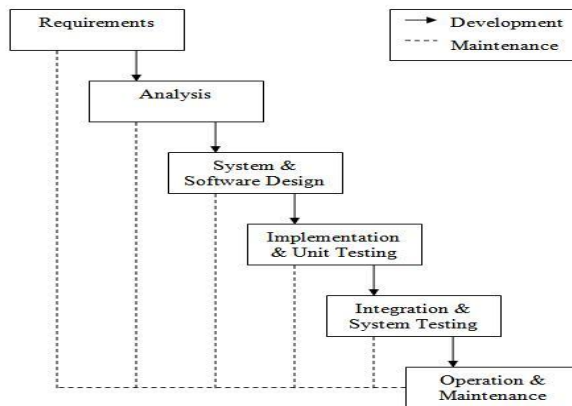 Requirements
Development
Maintenance
Analysis
System &
Software Design
Implementation
& Unit Testing
Integration &
System Testing
Operation &
Maintenance